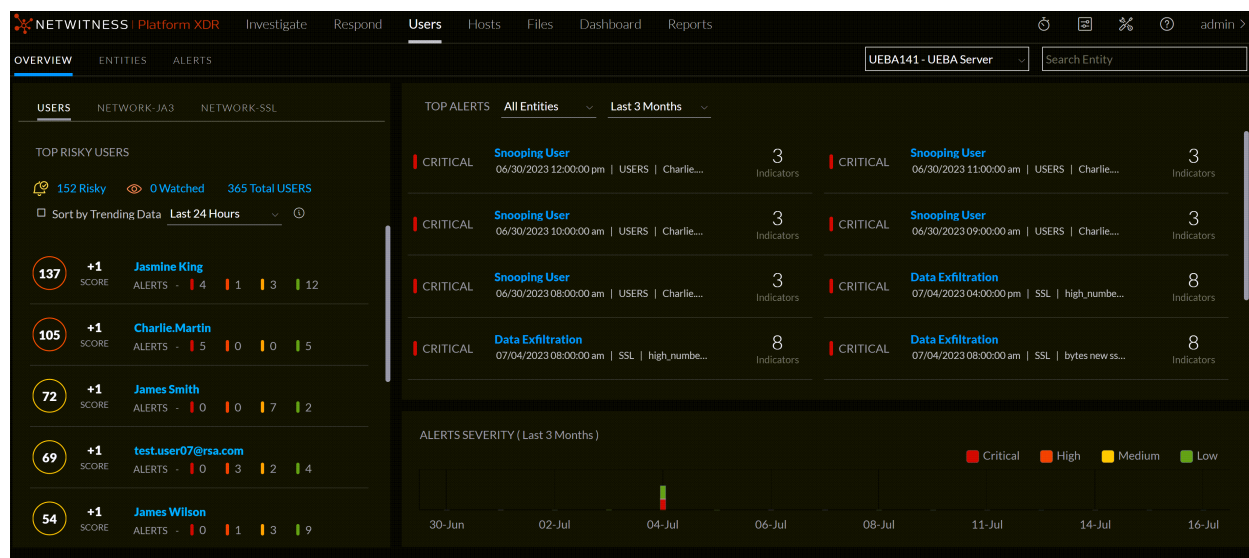 NETWITNESS Platform XDR Investigate Respond Users Hosts Files Dashboard Reports admin >
OVERVIEW ENTITIES ALERTS UEBA141 - UEBA Server Search Entity
USERS NETWORK-JA3 NETWORK-SSL
TOP RISKY USERS
152 Risky 0 Watched 365 Total USERS
Sort by Trending Data Last 24 Hours
137 +1 SCORE Jasmine King
ALERTS - 4 1 3 12
105 +1 SCORE Charlie.Martin
ALERTS - 5 0 0 5
72 +1 SCORE James Smith
ALERTS - 0 0 7 2
69 +1 SCORE test.user07@rsa.com
ALERTS - 0 3 2 4
54 +1 SCORE James Wilson
ALERTS - 0 1 3 9
TOP ALERTS All Entities Last 3 Months
CRITICAL Snooping User 3 Indicators
06/30/2023 12:00:00 pm | USERS | Charlie....
CRITICAL Snooping User 3 Indicators
06/30/2023 11:00:00 am | USERS | Charlie....
CRITICAL Snooping User 3 Indicators
06/30/2023 10:00:00 am | USERS | Charlie....
CRITICAL Snooping User 3 Indicators
06/30/2023 09:00:00 am | USERS | Charlie....
CRITICAL Snooping User 3 Indicators
06/30/2023 08:00:00 am | USERS | Charlie....
CRITICAL Data Exfiltration 8 Indicators
07/04/2023 04:00:00 pm | SSL | high_numbe...
CRITICAL Data Exfiltration 8 Indicators
07/04/2023 08:00:00 am | SSL | high_numbe...
CRITICAL Data Exfiltration 8 Indicators
07/04/2023 08:00:00 am | SSL | bytes new ss...
ALERTS SEVERITY ( Last 3 Months )
Critical High Medium Low
30-Jun 02-Jul 04-Jul 06-Jul 08-Jul 11-Jul 14-Jul 16-Jul